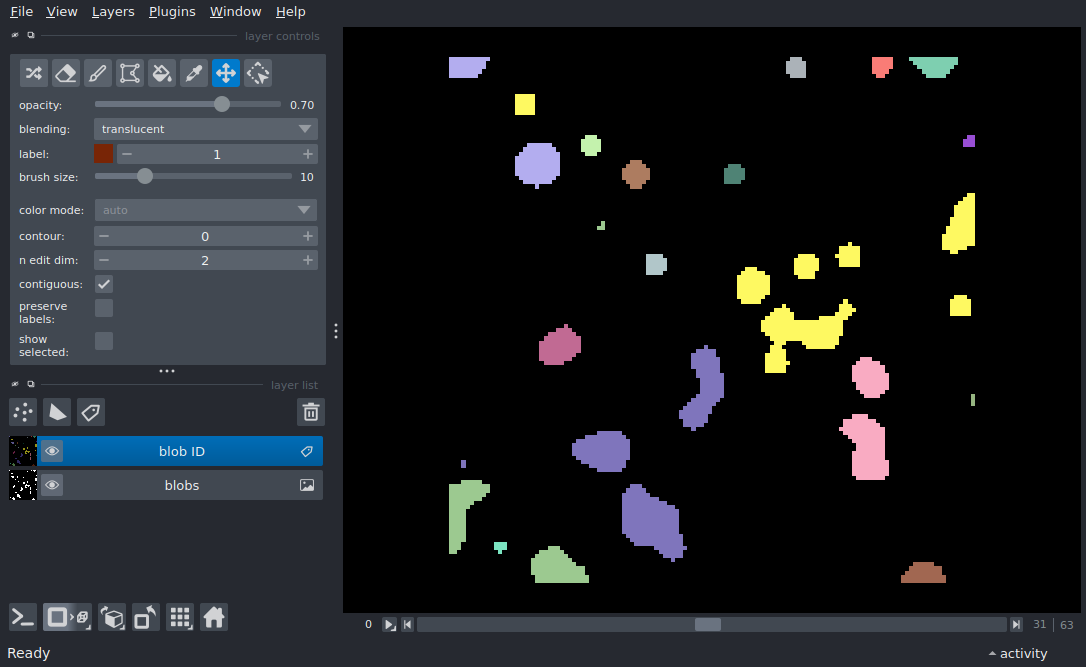 File View Layers Plugins Window Help
layer controls
opacity: 0.70
blending: translucent
label: 1
brush size: 10
color mode: auto
contour: 0
n edit dim: 2
contiguous:
preserve
labels:
show
selected:
layer list
blob ID
blobs
0 31 63
Ready activity